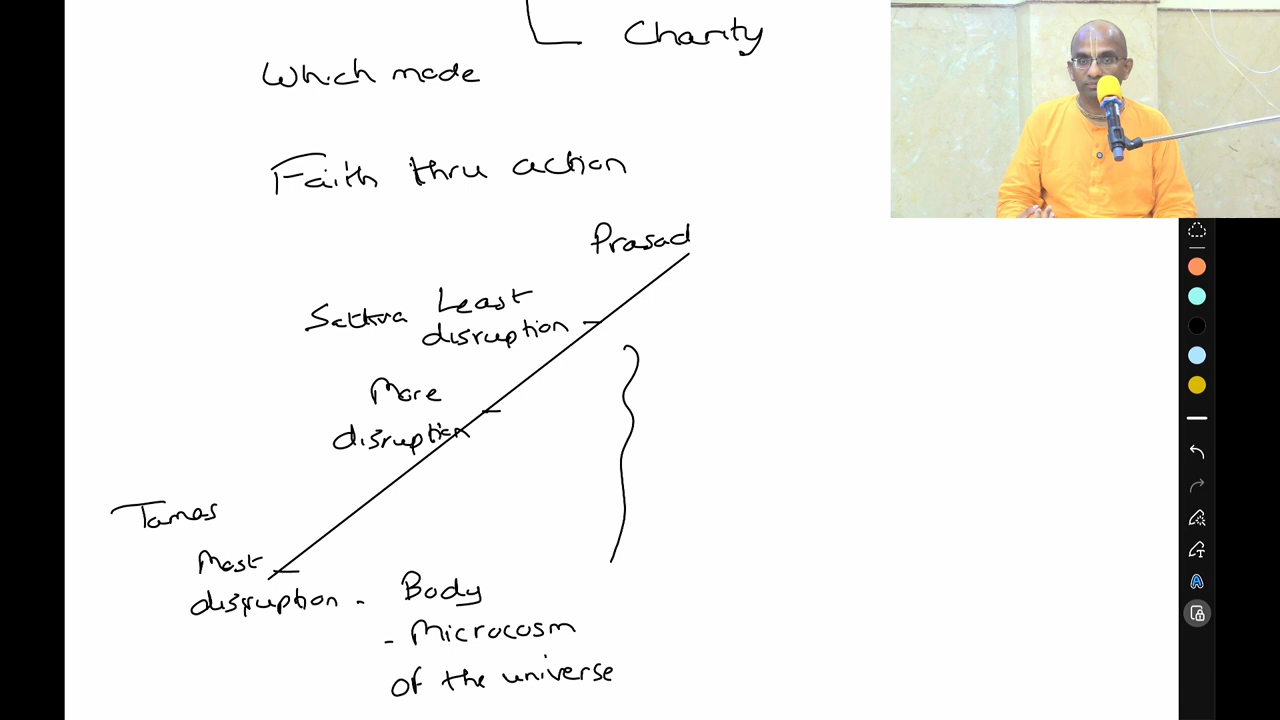 Charity
Which made
Faith thru action
Prasad
Sattva Least
disruption
More
disruption
Tamas
Most
disruption - Body
- Microcosm
of the universe